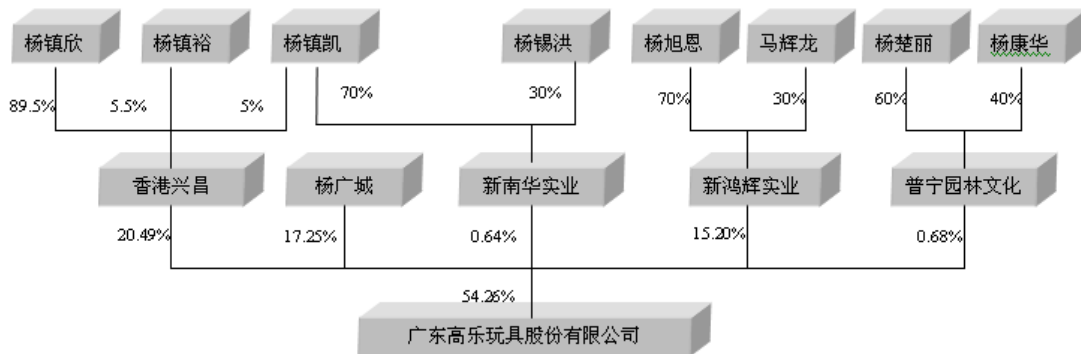 杨镇欣 杨镇裕 杨镇凯 杨锡洪 杨旭恩 马辉龙 杨楚丽 杨康华
89.5% 5.5% 5% 70% 30% 70% 30% 60% 40%
香港兴昌 杨广城 新南华实业 新鸿辉实业 普宁园林文化
20.49% 17.25% 0.64% 15.20% 0.68%
54.26%
广东高乐玩具股份有限公司